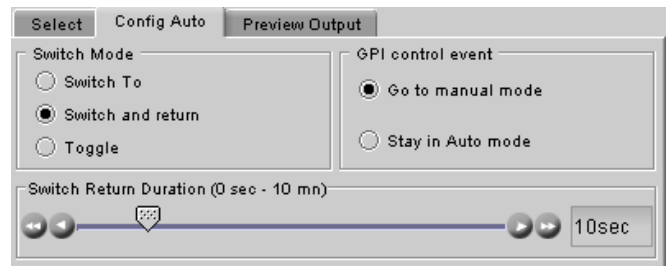 Select Config Auto Preview Output
Switch Mode
Switch To
Switch and return
Toggle
GPI control event
Go to manual mode
Stay in Auto mode
Switch Return Duration (0 sec - 10 mn)
10sec